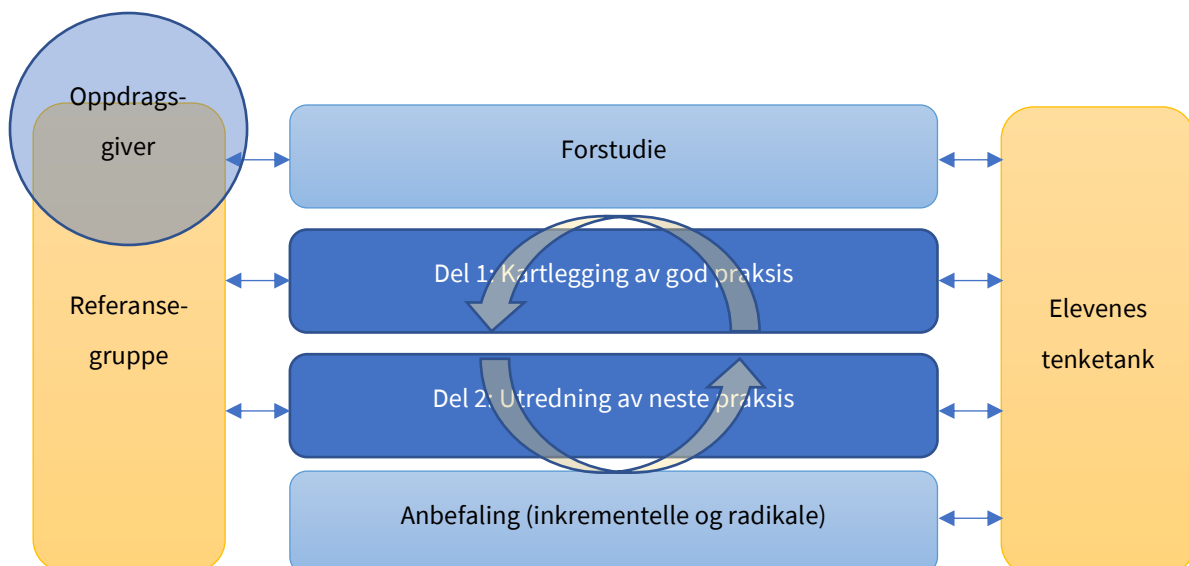 Oppdrags-
giver
Forstudie
Del 1: Kartlegging av god praksis
Referanse-
gruppe
Elevenes
tenketank
Del 2: Utredning av neste praksis
Anbefaling (inkrementelle og radikale)